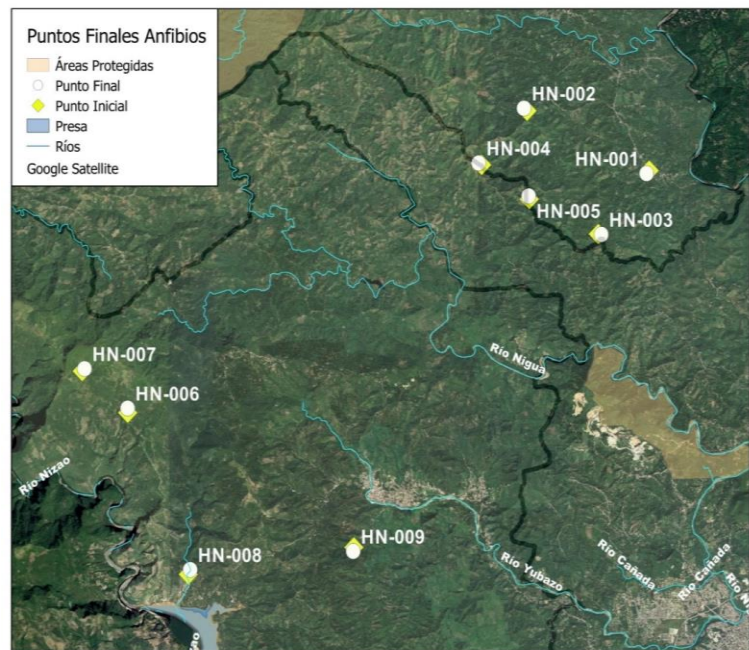 Puntos Finales Anfibios
Áreas Protegidas
Punto Final
Punto Inicial
Presa
Ríos
Google Satellite
HN-002
HN-004
HN-001
HN-005
HN-003
Río Nigua
HN-007
HN-006
Río Nizao
HN-009
HN-008
Río Yubazo
Río Cañada
Río Cañada